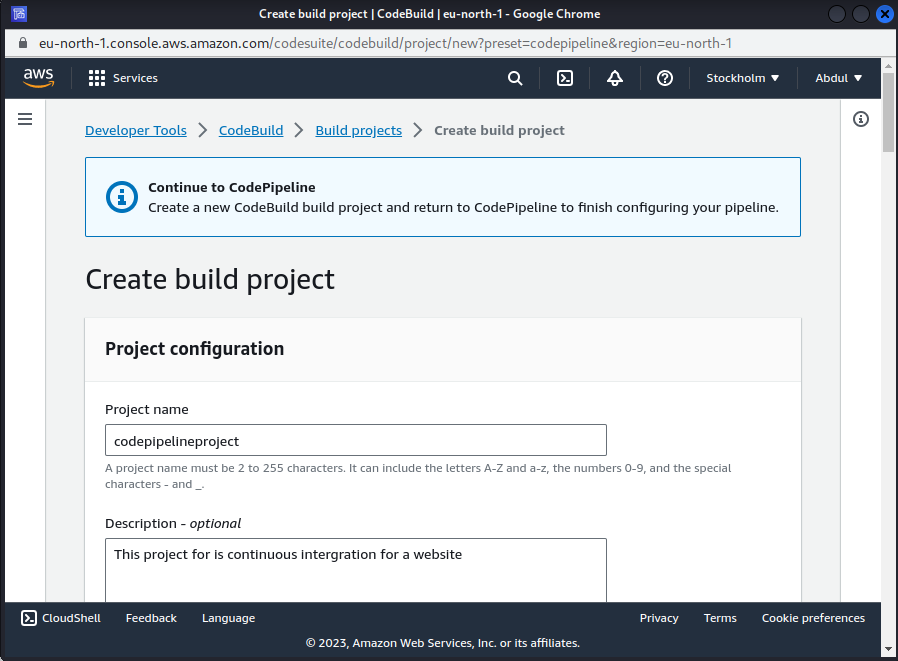 Create build project | CodeBuild | eu-north-1 - Google Chrome
eu-north-1.console.aws.amazon.com/codesuite/codebuild/project/new?preset=codepipeline&region=eu-north-1
aws Services Stockholm Abdul
Developer Tools CodeBuild Build projects Create build project
Continue to CodePipeline
Create a new CodeBuild build project and return to CodePipeline to finish configuring your pipeline.
Create build project
Project configuration
Project name
codepipelineproject
A project name must be 2 to 255 characters. It can include the letters A-Z and a-z, the numbers 0-9, and the special
characters - and _.
Description - optional
This project for is continuous intergration for a website
CloudShell Feedback Language Privacy Terms Cookie preferences
© 2023, Amazon Web Services, Inc. or its affiliates.